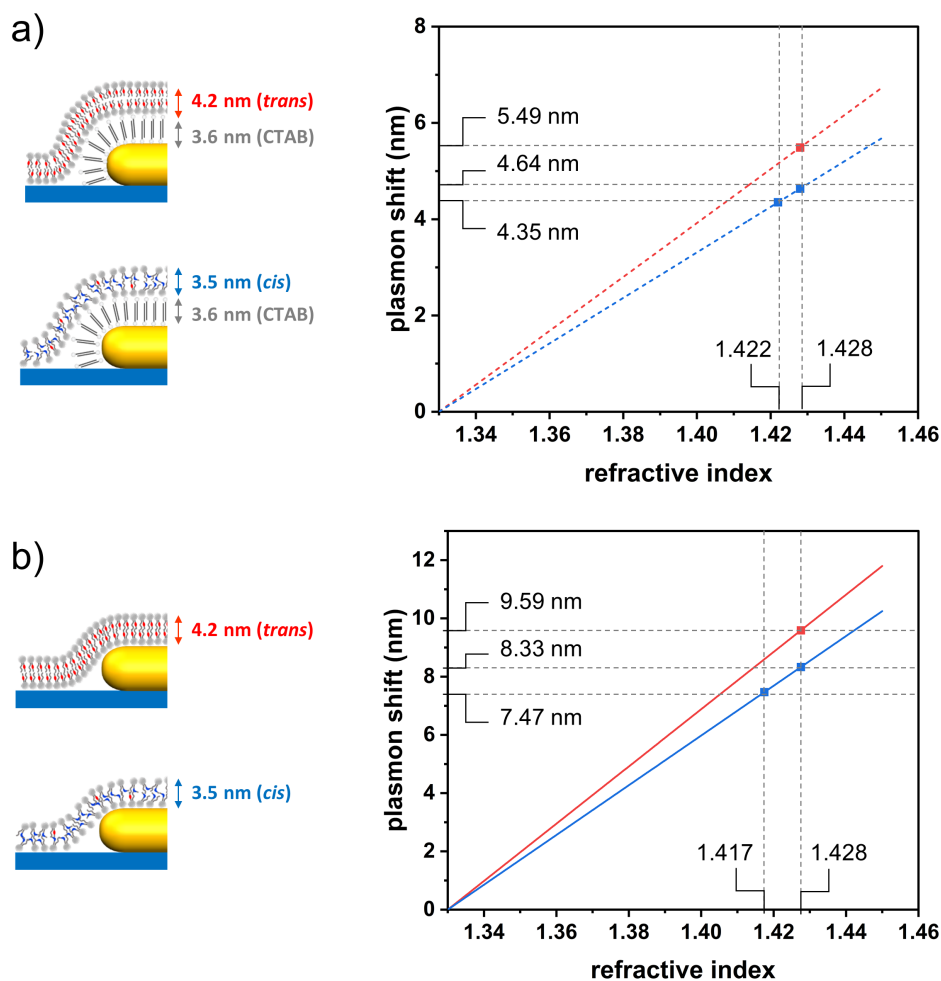 a)
4.2 nm (trans)
3.6 nm (CTAB)
3.5 nm (cis)
3.6 nm (CTAB)
plasmon shift (nm)
8
6
4
2
0
5.49 nm
4.64 nm
4.35 nm
1.422
1.428
1.34 1.36 1.38 1.40 1.42 1.44 1.46
refractive index
b)
4.2 nm (trans)
3.5 nm (cis)
plasmon shift (nm)
12
10
8
6
4
2
0
9.59 nm
8.33 nm
7.47 nm
1.417
1.428
1.34 1.36 1.38 1.40 1.42 1.44 1.46
refractive index